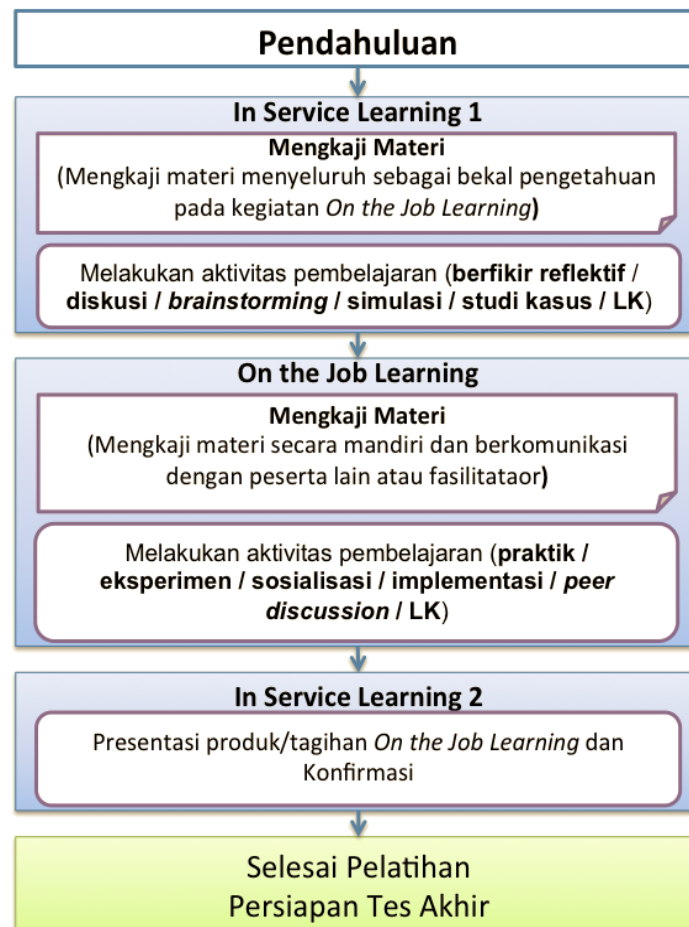 Pendahuluan
In Service Learning 1
Mengkaji Materi
(Mengkaji materi menyeluruh sebagai bekal pengetahuan
pada kegiatan On the Job Learning)
Melakukan aktivitas pembelajaran (berfikir reflektif /
diskusi / brainstorming / simulasi / studi kasus / LK)
On the Job Learning
Mengkaji Materi
(Mengkaji materi secara mandiri dan berkomunikasi
dengan peserta lain atau fasilitataor)
Melakukan aktivitas pembelajaran (praktik /
eksperimen / sosialisasi / implementasi / peer
discussion / LK)
In Service Learning 2
Presentasi produk/tagihan On the Job Learning dan
Konfirmasi
Selesai Pelatihan
Persiapan Tes Akhir